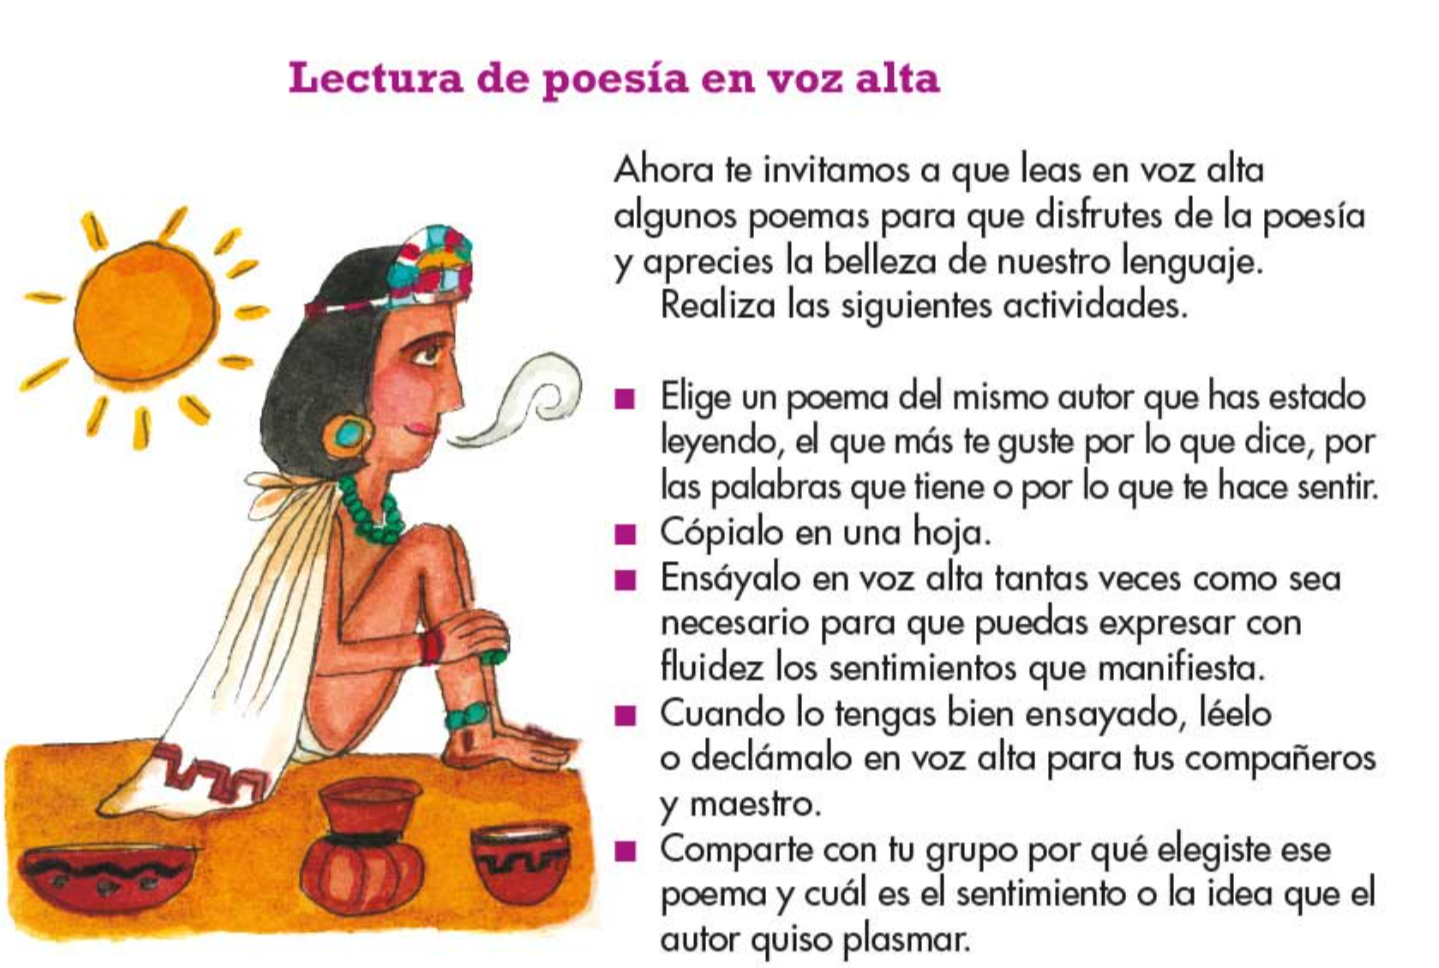 Lectura de poesía en voz alta
Ahora te invitamos a que leas en voz alta
algunos poemas para que disfrutes de la poesía
y aprecies la belleza de nuestro lenguaje.
Realiza las siguientes actividades.
■ Elige un poema del mismo autor que has estado
leyendo, el que más te guste por lo que dice, por
las palabras que tiene o por lo que te hace sentir.
■ Cópialo en una hoja.
■ Ensáyalo en voz alta tantas veces como sea
necesario para que puedas expresar con
fluidez los sentimientos que manifiesta.
■ Cuando lo tengas bien ensayado, léelo
o declámalo en voz alta para tus compañeros
y maestro.
■ Comparte con tu grupo por qué elegiste ese
poema y cuál es el sentimiento o la idea que el
autor quiso plasmar.